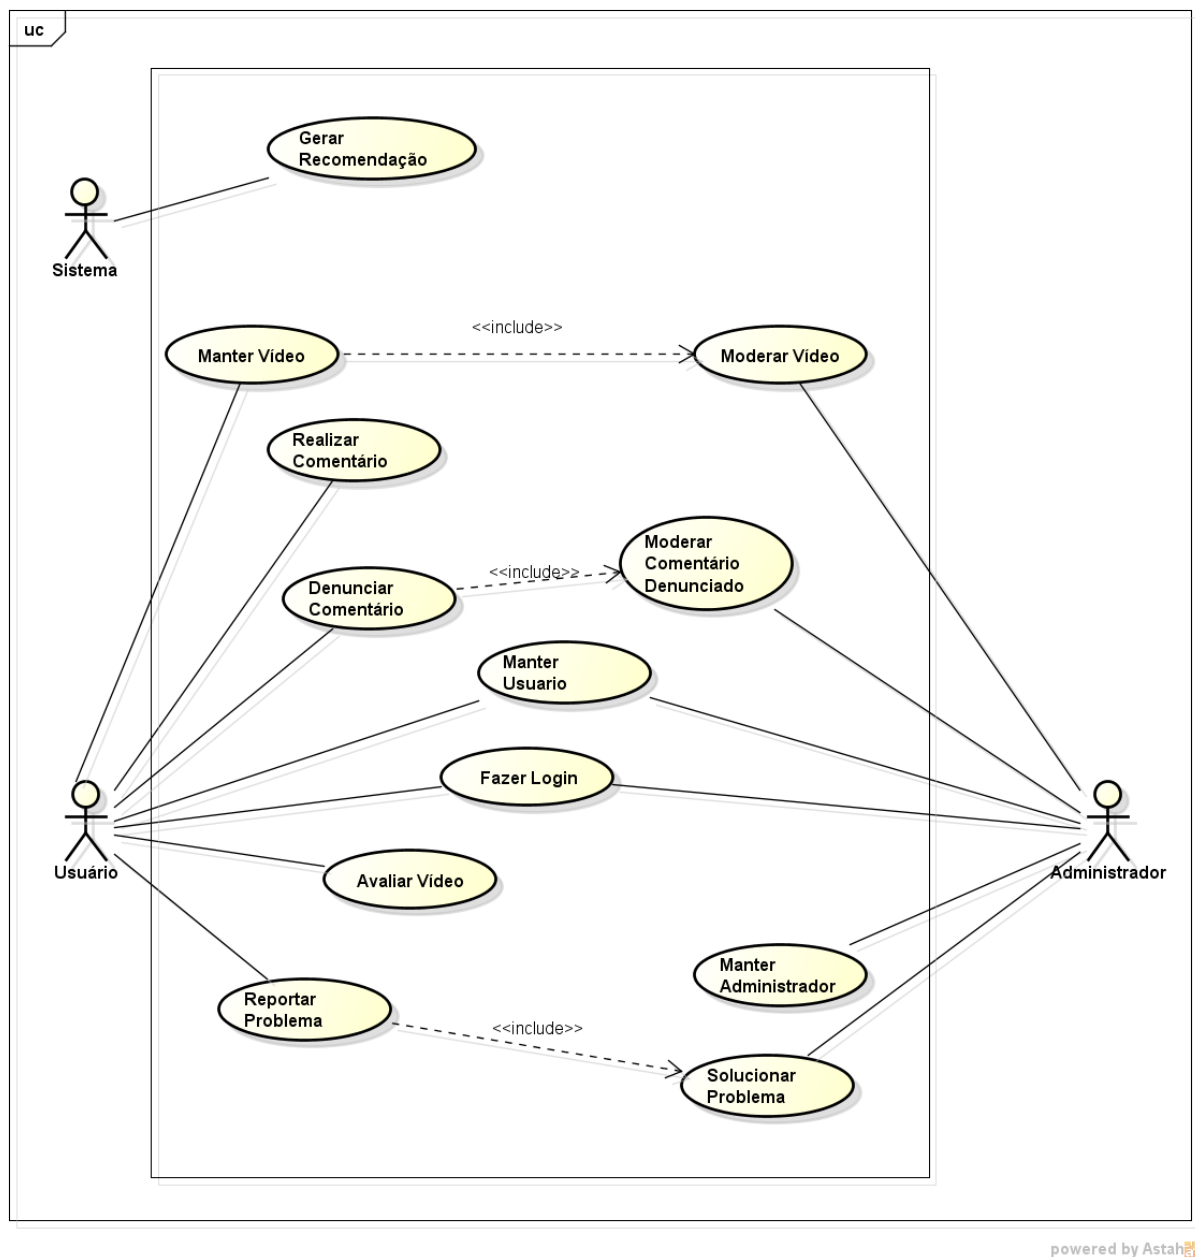 uc
Gerar
Recomendação
Sistema
<<include>>
Manter Vídeo
Moderar Vídeo
Realizar
Comentário
Moderar
Comentário
Denunciado
<<include>>
Denunciar
Comentário
Manter
Usuario
Fazer Login
Usuário
Avaliar Vídeo
Administrador
Manter
Administrador
Reportar
Problema
<<include>>
Solucionar
Problema
powered by Astah